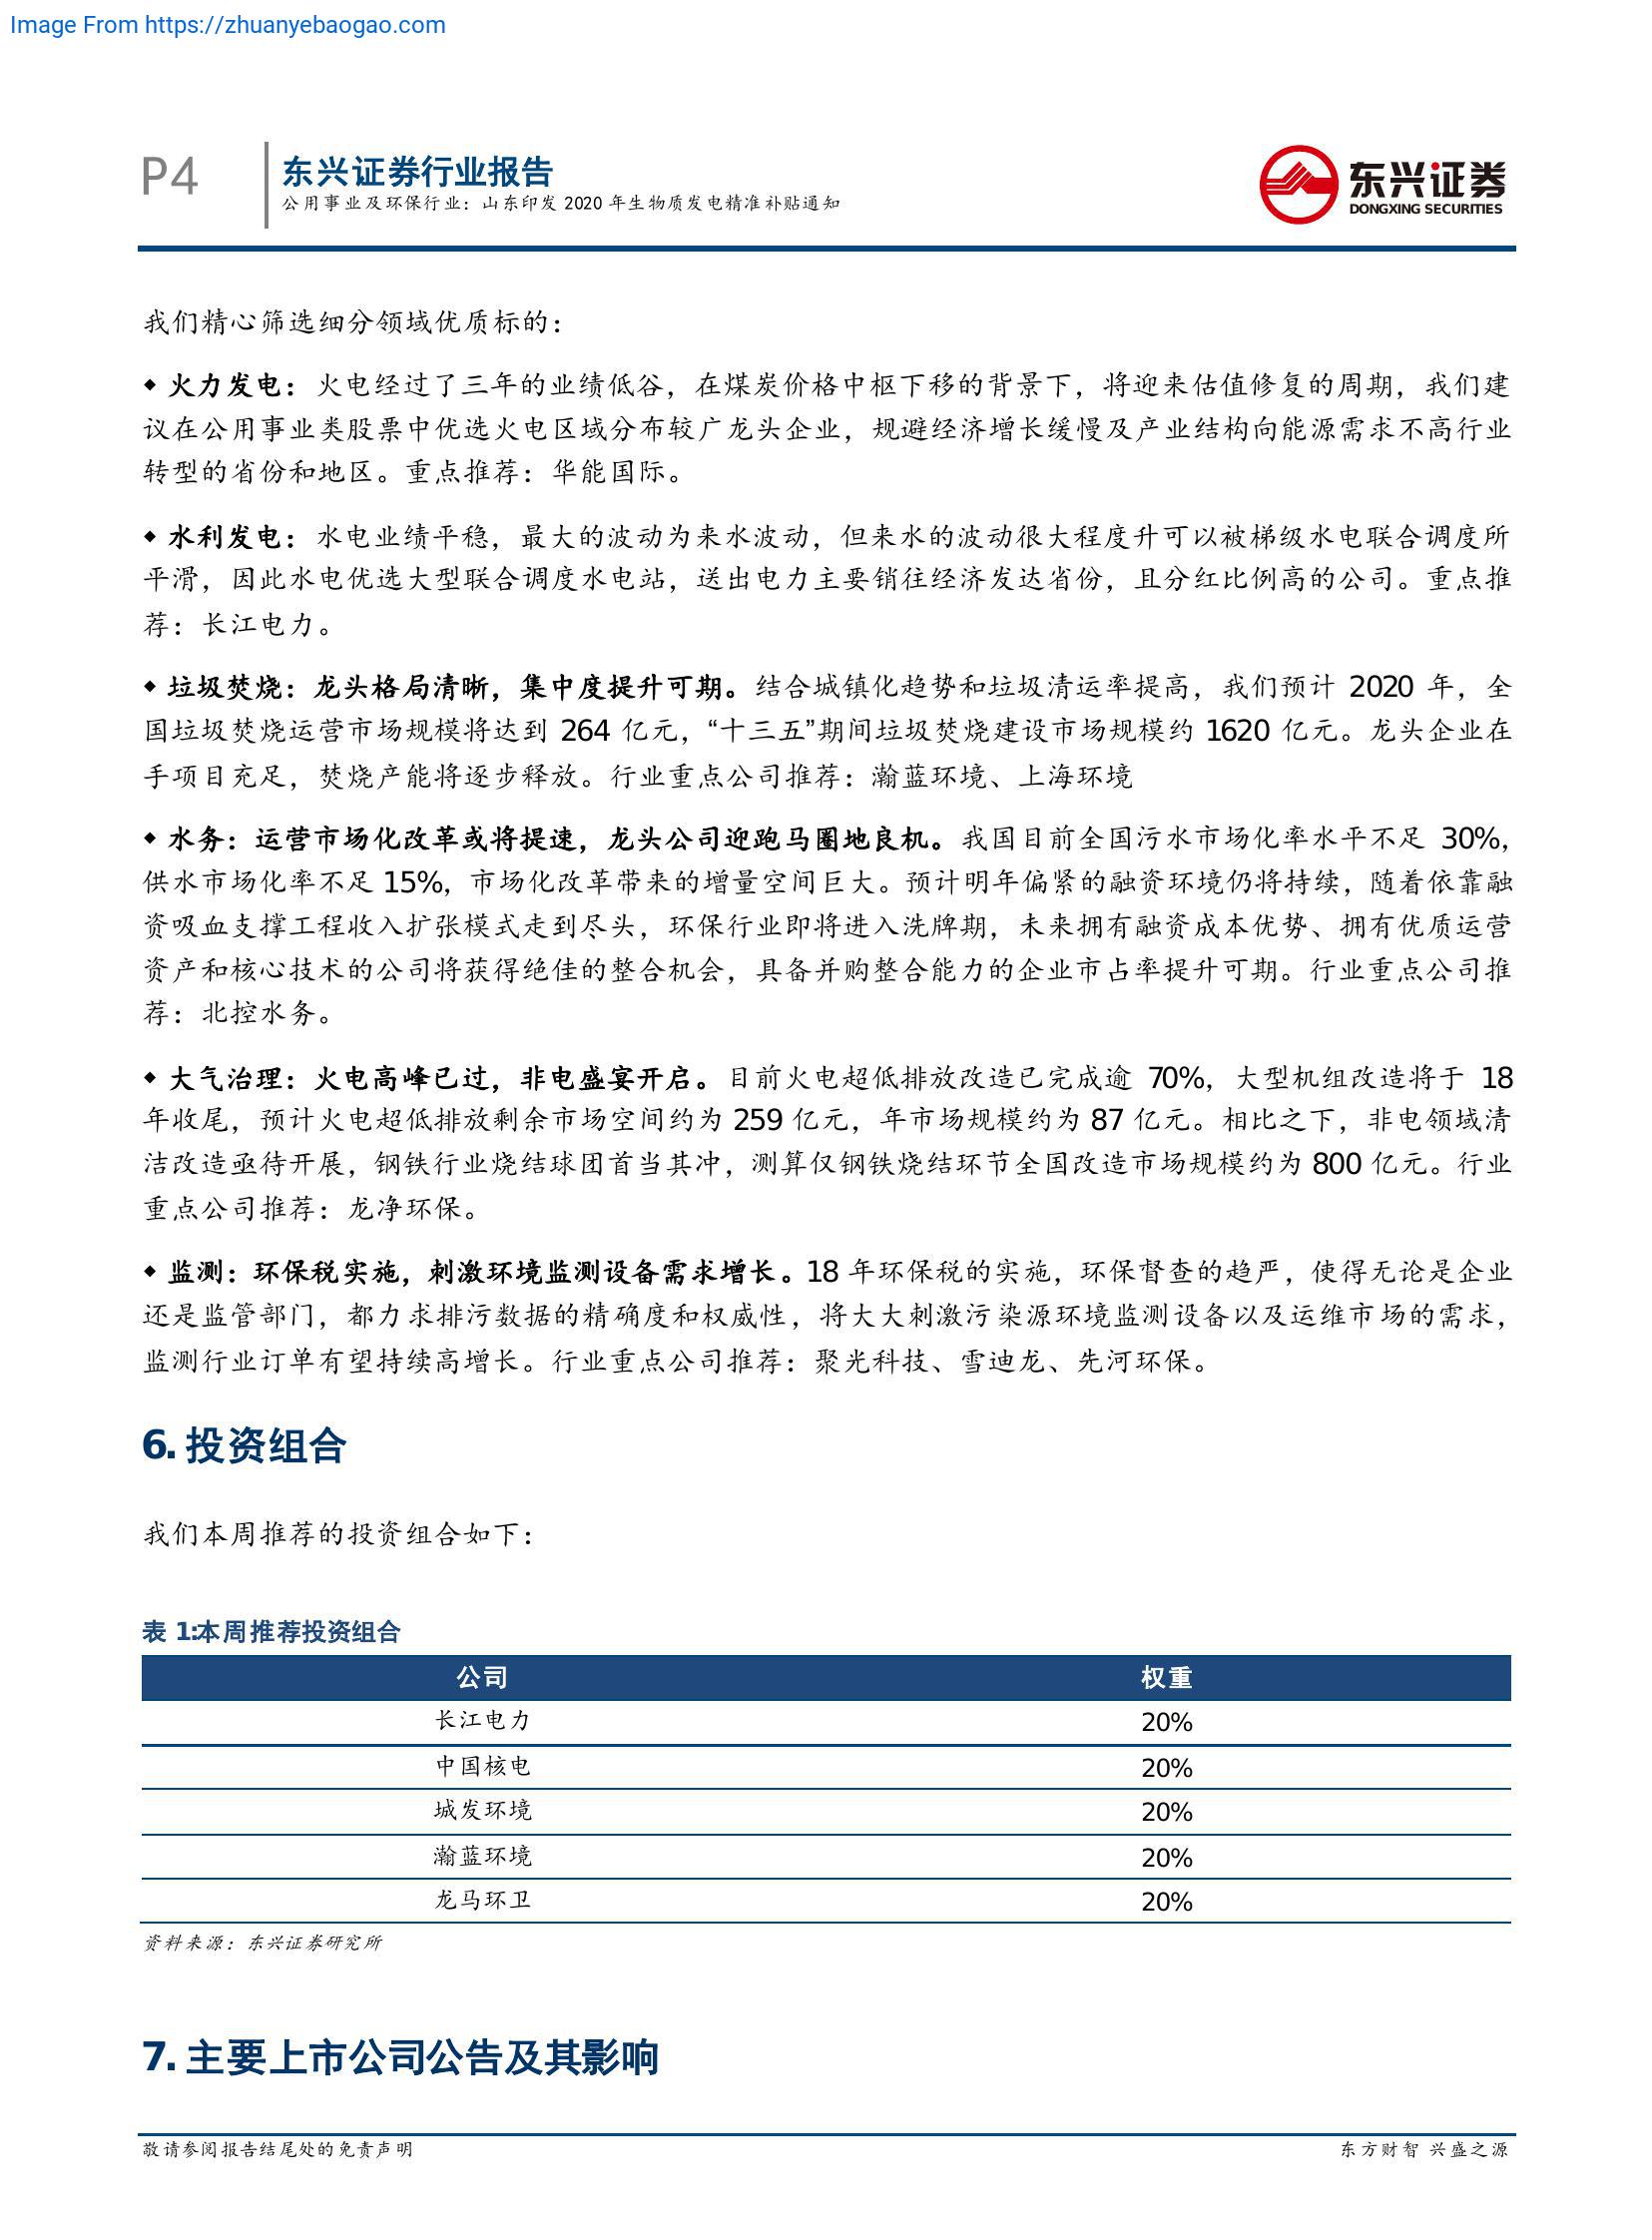 Image From https://zhuanyebaogao.com
P4
东兴证券行业报告
公用事业及环保行业：山东印发 2020 年生物质发电精准补贴通知
东兴证券
DONGXING SECURITIES
我们精心筛选细分领域优质标的：
◆ 火力发电：火电经过了三年的业绩低谷，在煤炭价格中枢下移的背景下，将迎来估值修复的周期，我们建
议在公用事业类股票中优选火电区域分布较广龙头企业，规避经济增长缓慢及产业结构向能源需求不高行业
转型的省份和地区。重点推荐：华能国际。
◆ 水利发电：水电业绩平稳，最大的波动为来水波动，但来水的波动很大程度升可以被梯级水电联合调度所
平滑，因此水电优选大型联合调度水电站，送出电力主要销往经济发达省份，且分红比例高的公司。重点推
荐：长江电力。
◆ 垃圾焚烧：龙头格局清晰，集中度提升可期。结合城镇化趋势和垃圾清运率提高，我们预计 2020 年，全
国垃圾焚烧运营市场规模将达到 264 亿元，“十三五”期间垃圾焚烧建设市场规模约 1620 亿元。龙头企业在
手项目充足，焚烧产能将逐步释放。行业重点公司推荐：瀚蓝环境、上海环境
◆ 水务：运营市场化改革或将提速，龙头公司迎跑马圈地良机。我国目前全国污水市场化率水平不足 30%，
供水市场化率不足 15%，市场化改革带来的增量空间巨大。预计明年偏紧的融资环境仍将持续，随着依靠融
资吸血支撑工程收入扩张模式走到尽头，环保行业即将进入洗牌期，未来拥有融资成本优势、拥有优质运营
资产和核心技术的公司将获得绝佳的整合机会，具备并购整合能力的企业市占率提升可期。行业重点公司推
荐：北控水务。
◆ 大气治理：火电高峰已过，非电盛宴开启。目前火电超低排放改造已完成逾 70%，大型机组改造将于 18
年收尾，预计火电超低排放剩余市场空间约为 259 亿元，年市场规模约为 87 亿元。相比之下，非电领域清
洁改造亟待开展，钢铁行业烧结球团首当其冲，测算仅钢铁烧结环节全国改造市场规模约为 800 亿元。行业
重点公司推荐：龙净环保。
◆ 监测：环保税实施，刺激环境监测设备需求增长。18 年环保税的实施，环保督查的趋严，使得无论是企业
还是监管部门，都力求排污数据的精确度和权威性，将大大刺激污染源环境监测设备以及运维市场的需求，
监测行业订单有望持续高增长。行业重点公司推荐：聚光科技、雪迪龙、先河环保。
6. 投资组合
我们本周推荐的投资组合如下：
表 1:本周推荐投资组合
公司 权重
长江电力 20%
中国核电 20%
城发环境 20%
瀚蓝环境 20%
龙马环卫 20%
资料来源：东兴证券研究所
7. 主要上市公司公告及其影响
敬请参阅报告结尾处的免责声明 东方财智 兴盛之源